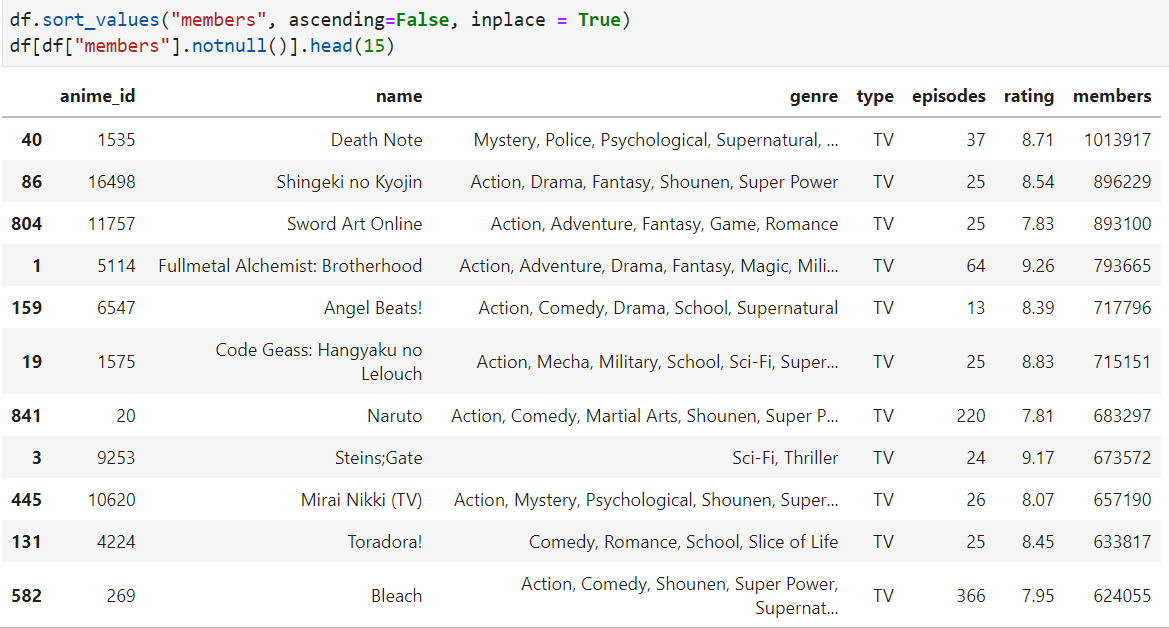 df.sort_values("members", ascending=False, inplace = True)
df[df["members"].notnull()].head(15)
anime_id name genre type episodes rating members
40 1535 Death Note Mystery, Police, Psychological, Supernatural, ... TV 37 8.71 1013917
86 16498 Shingeki no Kyojin Action, Drama, Fantasy, Shounen, Super Power TV 25 8.54 896229
804 11757 Sword Art Online Action, Adventure, Fantasy, Game, Romance TV 25 7.83 893100
1 5114 Fullmetal Alchemist: Brotherhood Action, Adventure, Drama, Fantasy, Magic, Mili... TV 64 9.26 793665
159 6547 Angel Beats! Action, Comedy, Drama, School, Supernatural TV 13 8.39 717796
Code Geass: Hangyaku no
19 1575 Action, Mecha, Military, School, Sci-Fi, Super... TV 25 8.83 715151
Lelouch
841 20 Naruto Action, Comedy, Martial Arts, Shounen, Super P... TV 220 7.81 683297
3 9253 Steins;Gate Sci-Fi, Thriller TV 24 9.17 673572
445 10620 Mirai Nikki (TV) Action, Mystery, Psychological, Shounen, Super... TV 26 8.07 657190
131 4224 Toradora! Comedy, Romance, School, Slice of Life TV 25 8.45 633817
Action, Comedy, Shounen, Super Power,
582 269 Bleach TV 366 7.95 624055
Supernat...